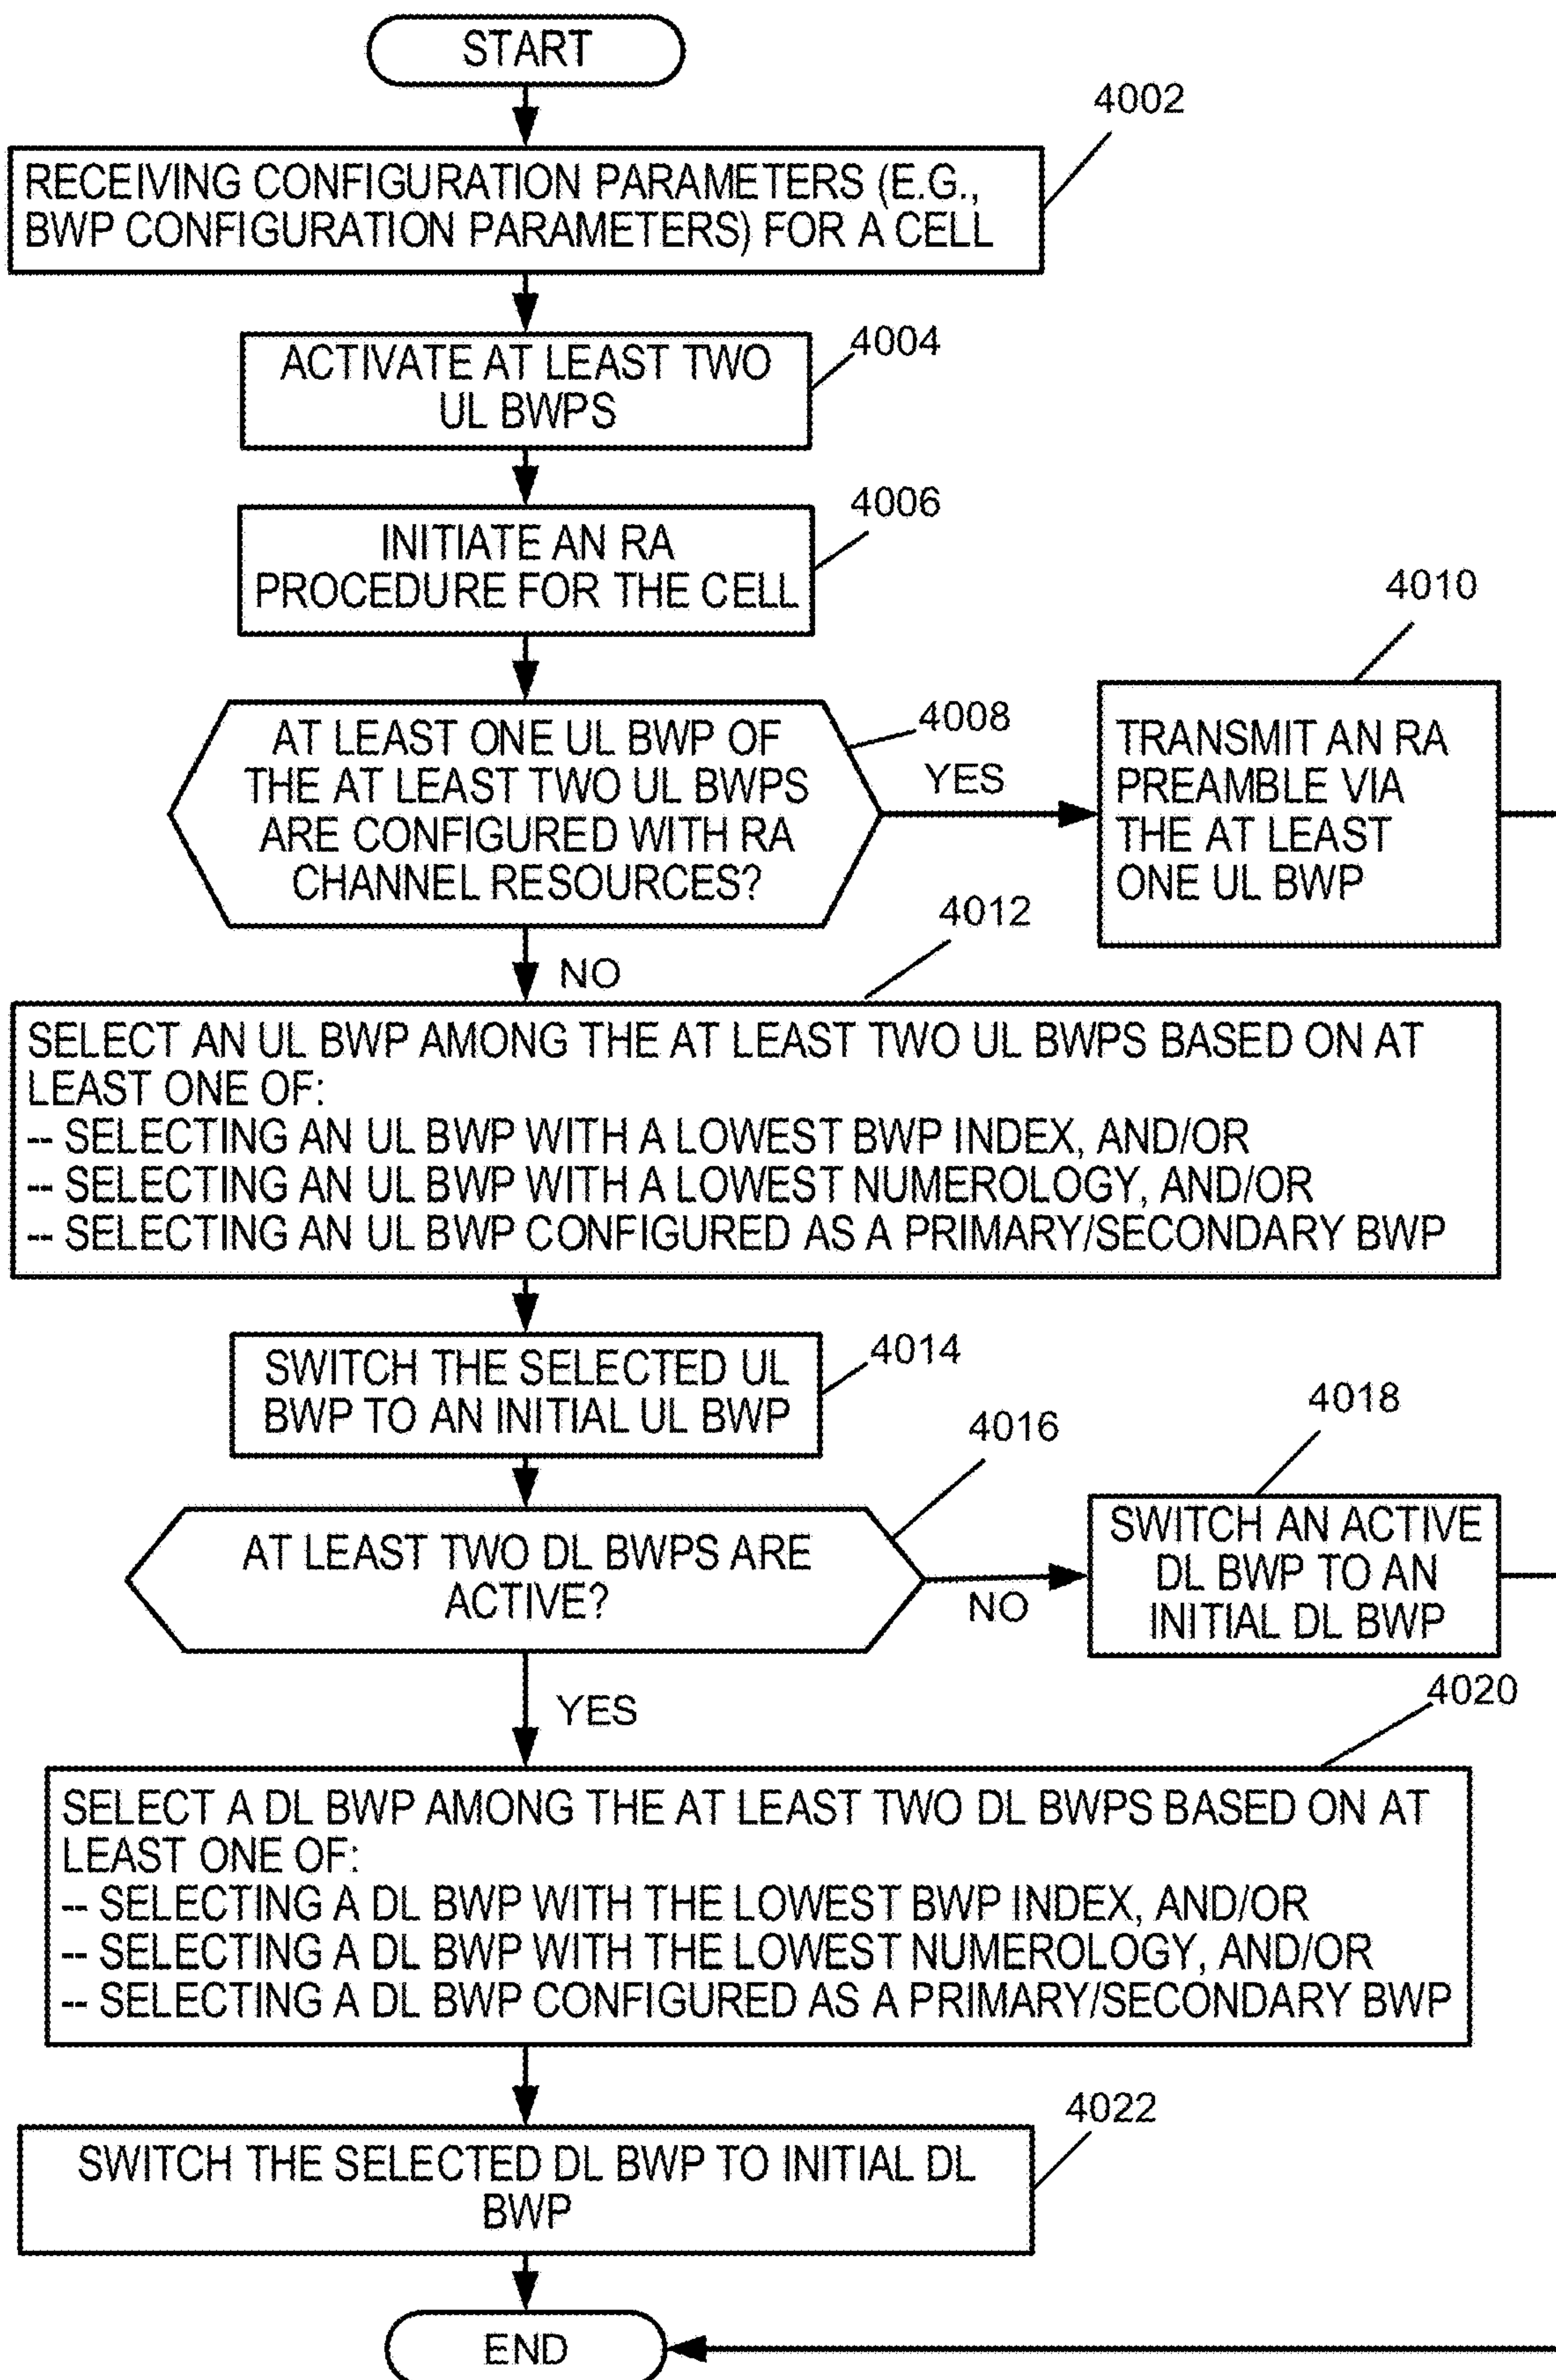 START
4002
RECEIVING CONFIGURATION PARAMETERS (E.G.,
BWP CONFIGURATION PARAMETERS) FOR A CELL
4004
ACTIVATE AT LEAST TWO
UL BWPS
4006
INITIATE AN RA
PROCEDURE FOR THE CELL
4008
AT LEAST ONE UL BWP OF
THE AT LEAST TWO UL BWPS
ARE CONFIGURED WITH RA
CHANNEL RESOURCES?
YES
4010
TRANSMIT AN RA
PREAMBLE VIA
THE AT LEAST
ONE UL BWP
NO
4012
SELECT AN UL BWP AMONG THE AT LEAST TWO UL BWPS BASED ON AT
LEAST ONE OF:
-- SELECTING AN UL BWP WITH A LOWEST BWP INDEX, AND/OR
-- SELECTING AN UL BWP WITH A LOWEST NUMEROLOGY, AND/OR
-- SELECTING AN UL BWP CONFIGURED AS A PRIMARY/SECONDARY BWP
4014
SWITCH THE SELECTED UL
BWP TO AN INITIAL UL BWP
4016
AT LEAST TWO DL BWPS ARE
ACTIVE?
NO
4018
SWITCH AN ACTIVE
DL BWP TO AN
INITIAL DL BWP
YES
4020
SELECT A DL BWP AMONG THE AT LEAST TWO DL BWPS BASED ON AT
LEAST ONE OF:
-- SELECTING A DL BWP WITH THE LOWEST BWP INDEX, AND/OR
-- SELECTING A DL BWP WITH THE LOWEST NUMEROLOGY, AND/OR
-- SELECTING A DL BWP CONFIGURED AS A PRIMARY/SECONDARY BWP
4022
SWITCH THE SELECTED DL BWP TO INITIAL DL
BWP
END